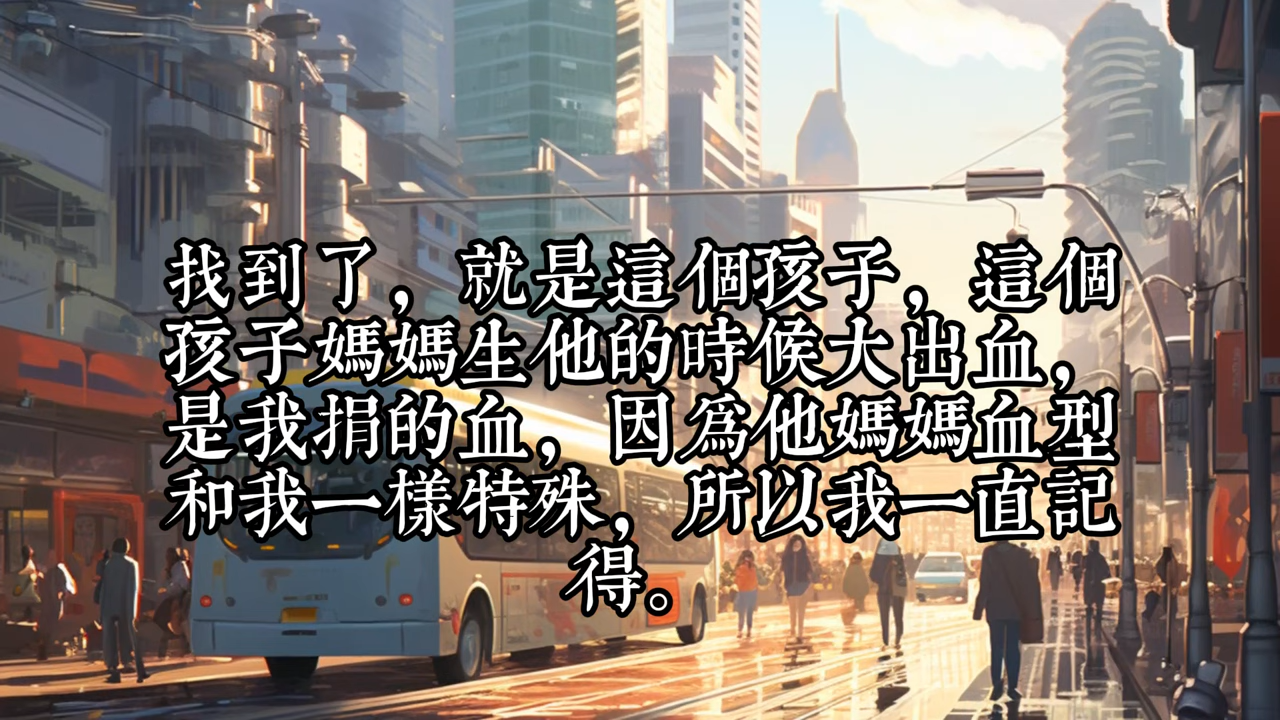 找到了，就是這個孩子，這個
孩子媽媽生他的時候大出血，
是我捐的血，因爲他媽媽血型
和我一樣特殊，所以我一直記
得。